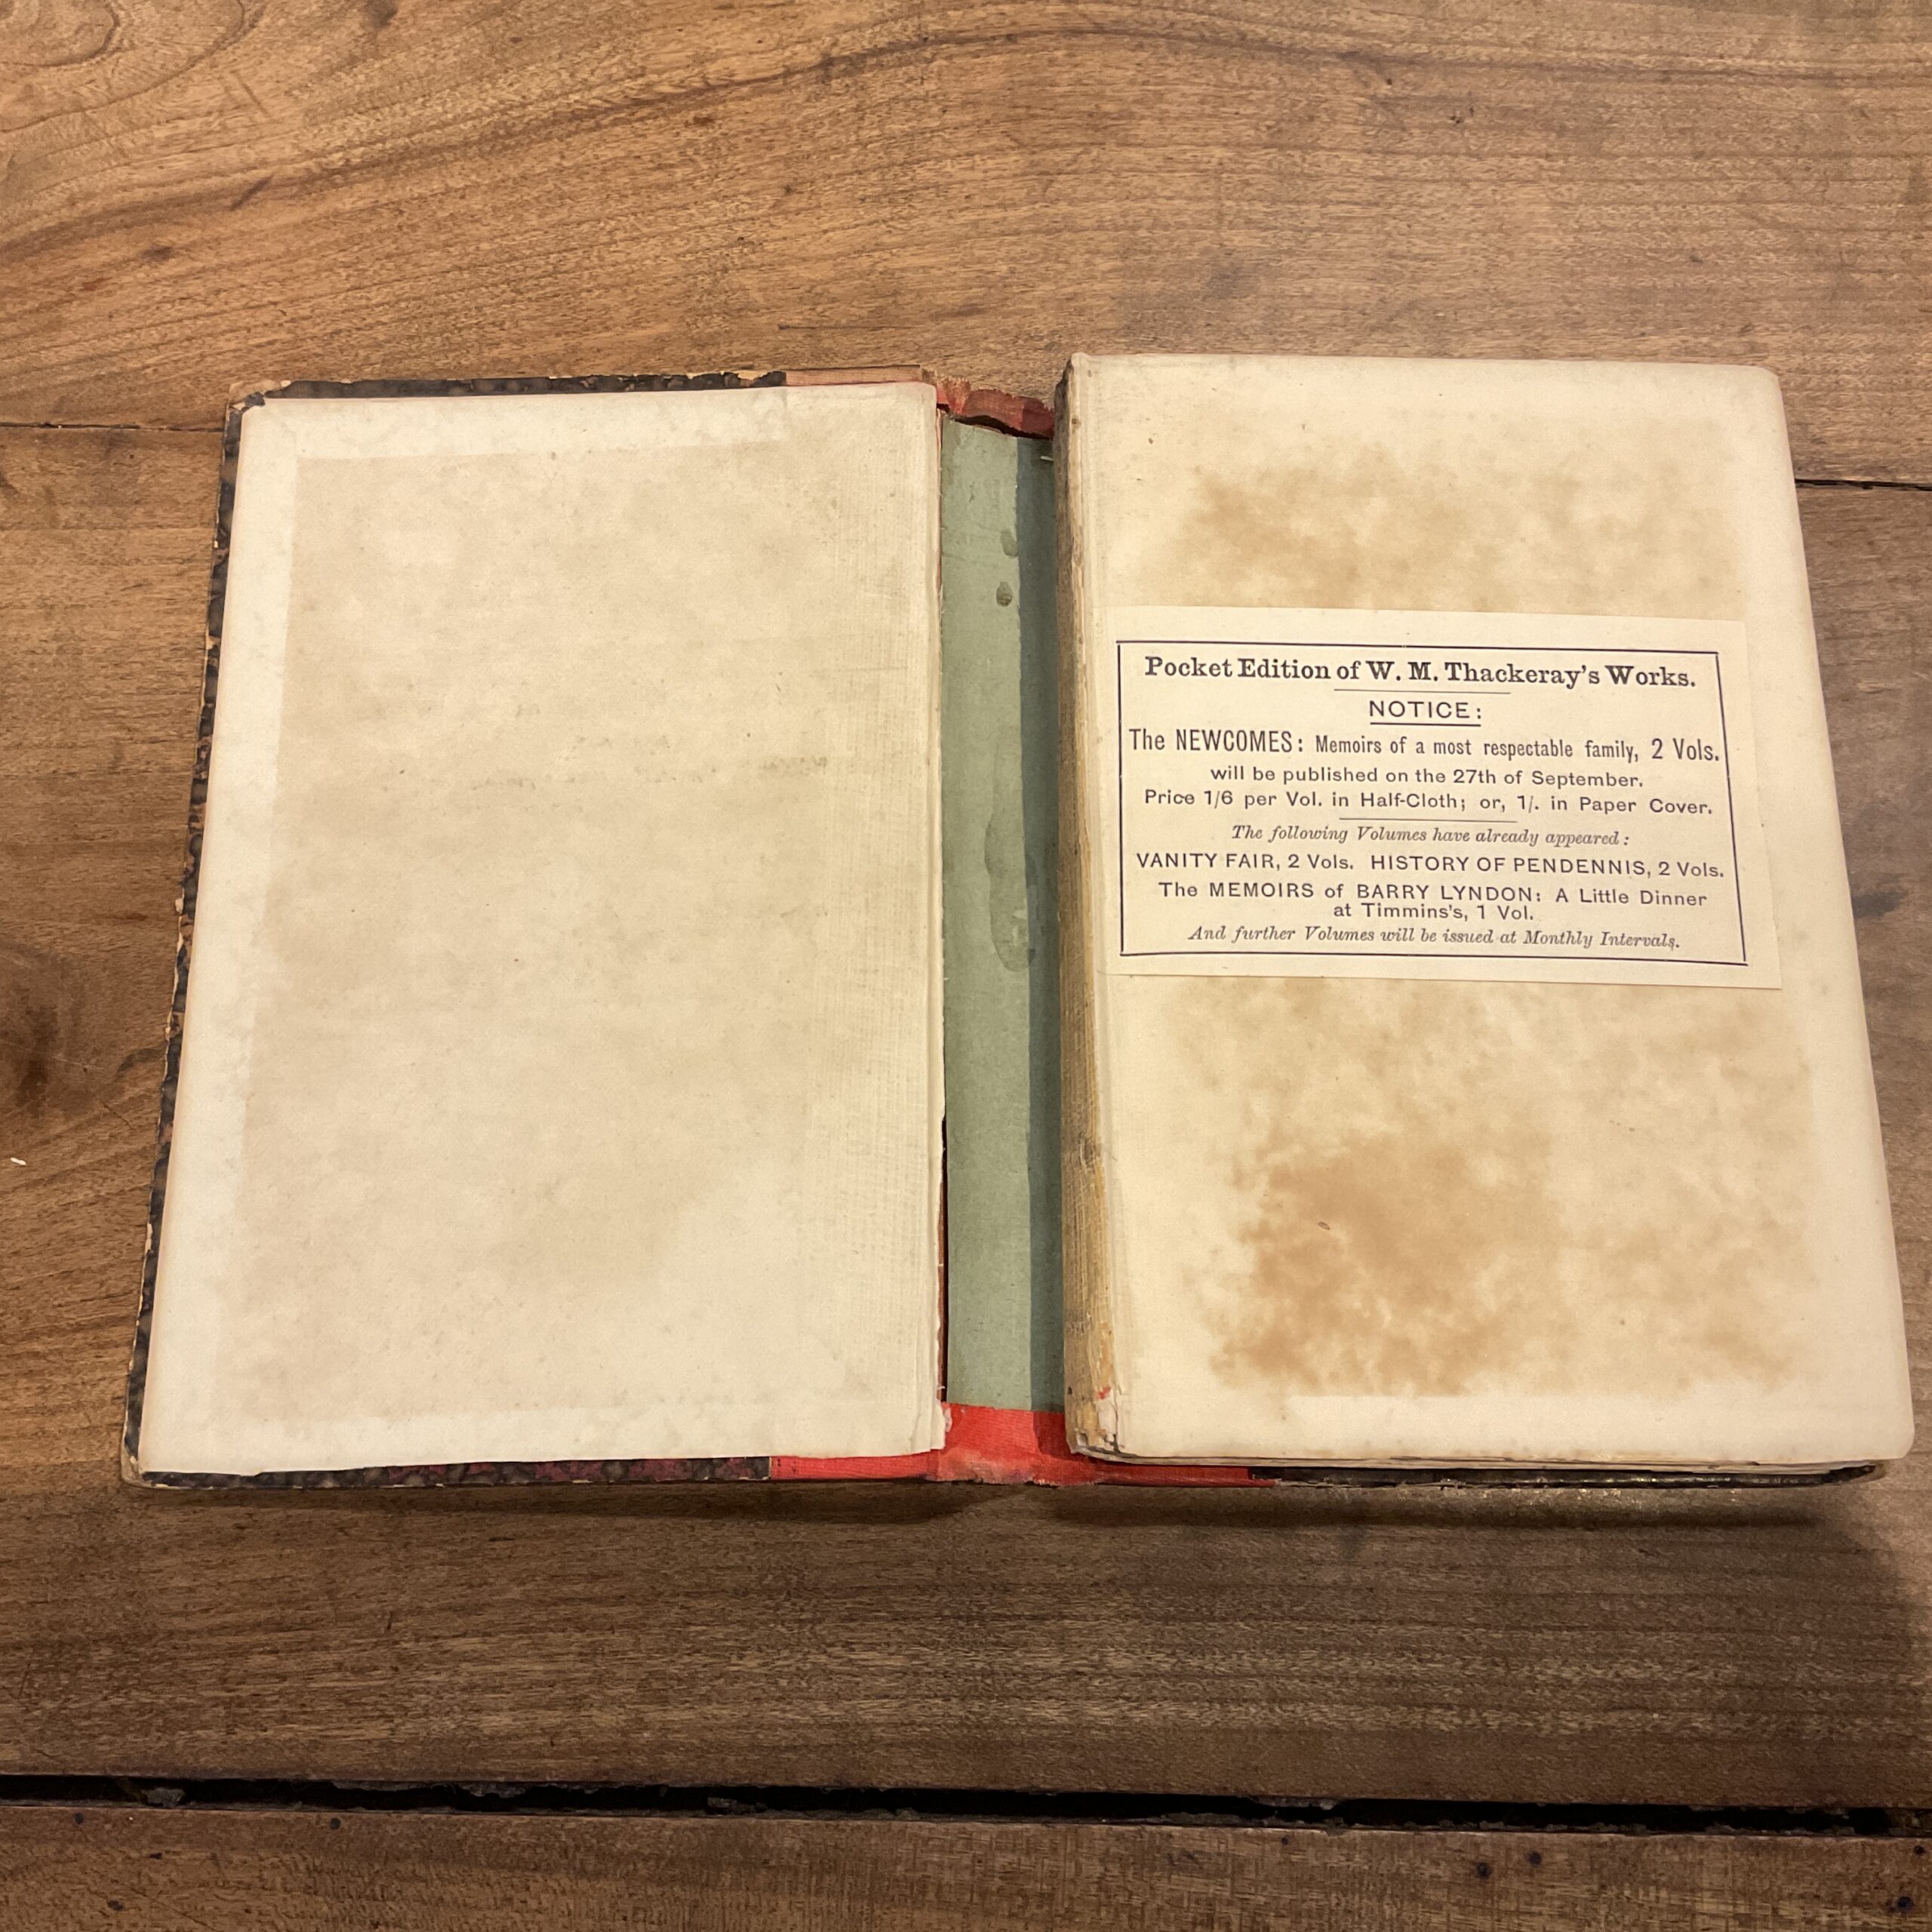 Pocket Edition of W. M. Thackeray's Works.
NOTICE:
The NEWCOMES: Memoirs of a most respectable family, 2 Vols.
will be published on the 27th of September.
Price 1/6 per Vol. in Half-Cloth; or, 1/. in Paper Cover.
The following Volumes have already appeared:
VANITY FAIR, 2 Vols. HISTORY OF PENDENNIS, 2 Vols.
The MEMOIRS of BARRY LYNDON: A Little Dinner
at Timmins's, 1 Vol.
And further Volumes will be issued at Monthly Intervals.